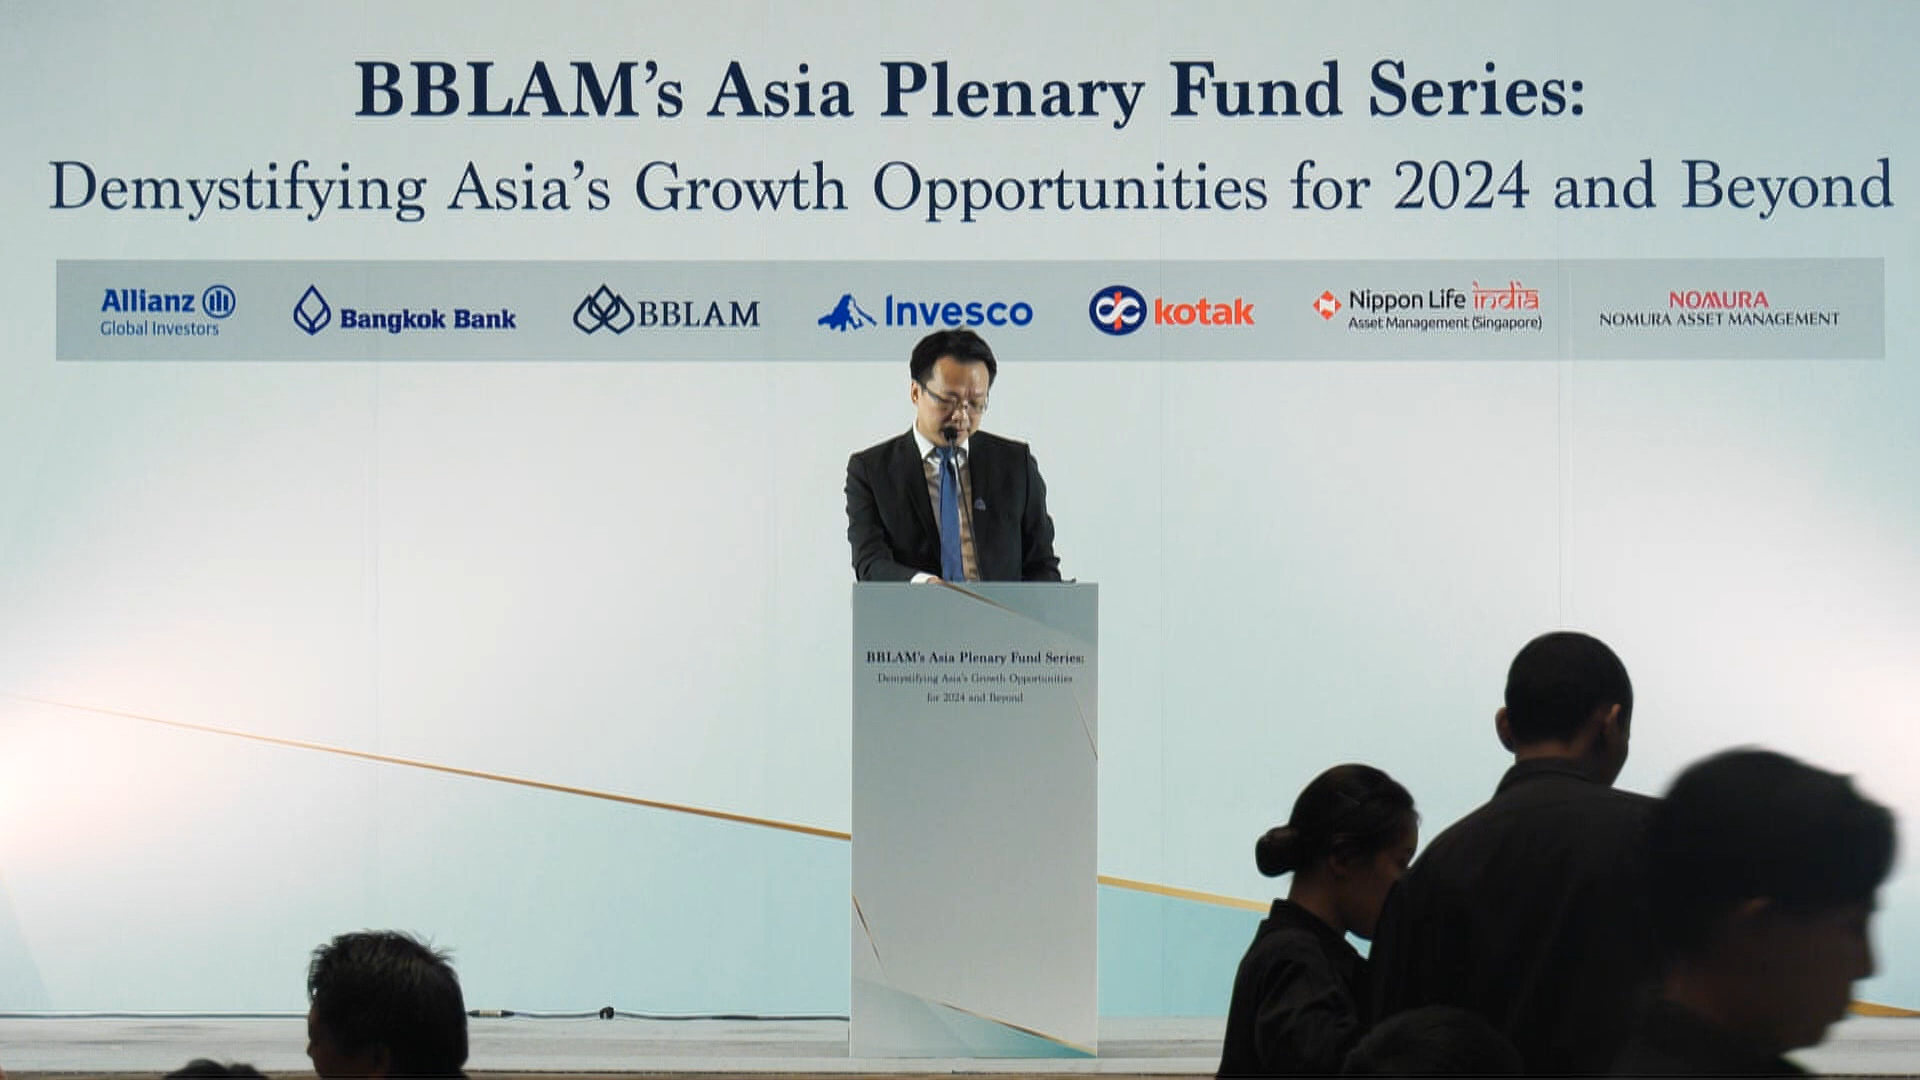 BBLAM’s Asia Plenary Fund Series:
Demystifying Asia’s Growth Opportunities for 2024 and Beyond
Allianz
Global Investors
Bangkok Bank
BBLAM
Invesco
kotak
Nippon Life india
Asset Management (Singapore)
NOMURA
NOMURA ASSET MANAGEMENT
BBLAM’s Asia Plenary Fund Series:
Demystifying Asia’s Growth Opportunities
for 2024 and Beyond